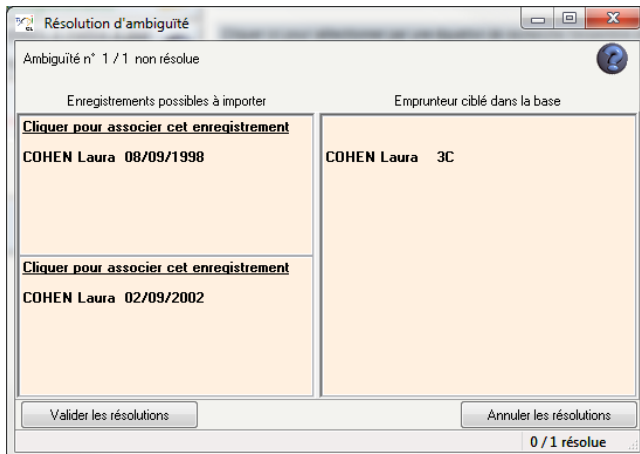 Résolution d'ambiguïté
Ambiguïté n° 1 / 1 non résolue
Enregistrements possibles à importer
Emprunteur ciblé dans la base
Cliquer pour associer cet enregistrement
COHEN Laura 08/09/1998
COHEN Laura 3C
Cliquer pour associer cet enregistrement
COHEN Laura 02/09/2002
Valider les résolutions
Annuler les résolutions
0 / 1 résolue